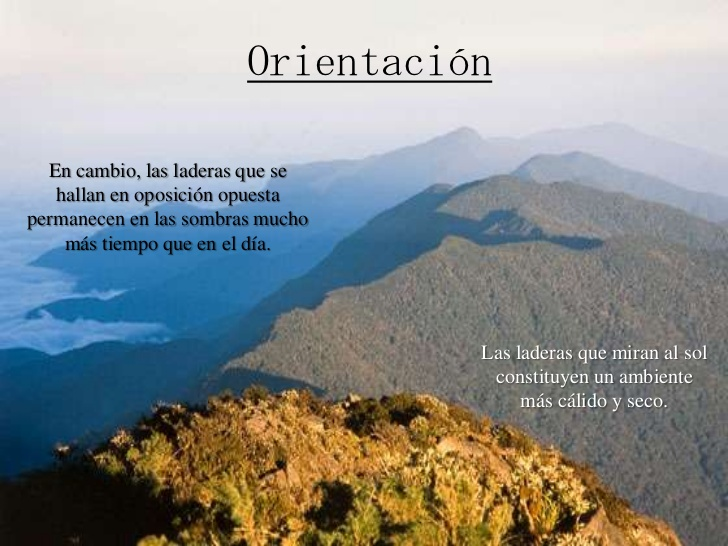 Orientación
En cambio, las laderas que se
hallan en oposición opuesta
permanecen en las sombras mucho
más tiempo que en el día.
Las laderas que miran al sol
constituyen un ambiente
más cálido y seco.